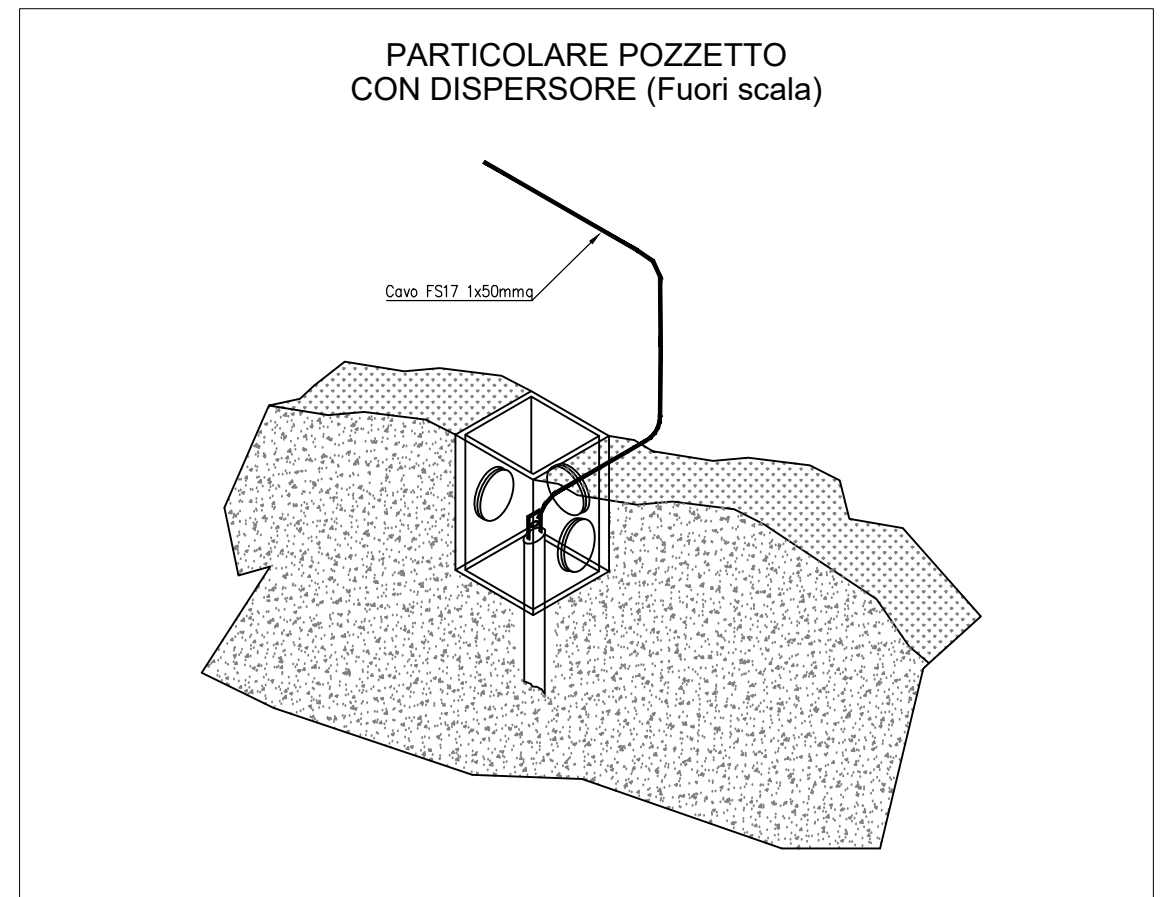 PARTICOLARE POZZETTO
CON DISPERSORE (Fuori scala)
Cavo FS17 1x50mmq